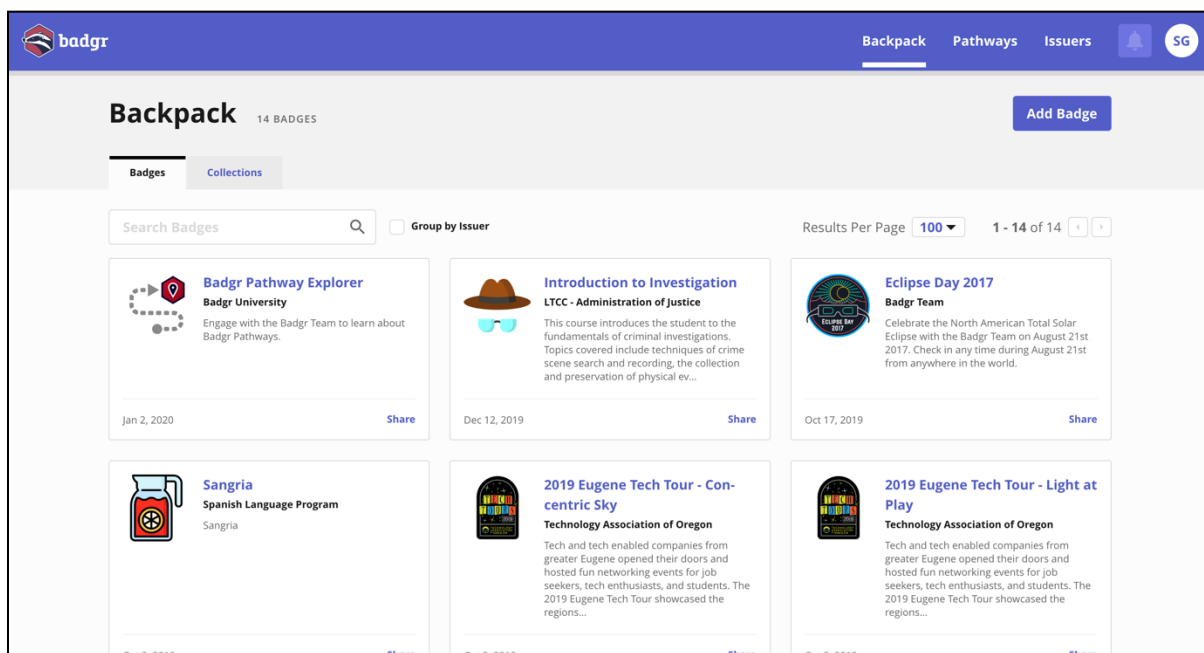 badgr
Backpack Pathways Issuers SG
Backpack 14 BADGES
Add Badge
Badges Collections
Search Badges Group by Issuer
Results Per Page 100 1 - 14 of 14
Badgr Pathway Explorer
Badgr University
Engage with the Badgr Team to learn about
Badgr Pathways.
Jan 2, 2020 Share
Introduction to Investigation
LTCC - Administration of Justice
This course introduces the student to the
fundamentals of criminal investigations.
Topics covered include techniques of crime
scene search and recording, the collection
and preservation of physical ev...
Dec 12, 2019 Share
ECLIPSE DAY
2017
Eclipse Day 2017
Badgr Team
Celebrate the North American Total Solar
Eclipse with the Badgr Team on August 21st
2017. Check in any time during August 21st
from anywhere in the world.
Oct 17, 2019 Share
Sangria
Spanish Language Program
Sangria
TECH
TOURS
2019 Eugene Tech Tour - Con-
centric Sky
Technology Association of Oregon
Tech and tech enabled companies from
greater Eugene opened their doors and
hosted fun networking events for job
seekers, tech enthusiasts, and students. The
2019 Eugene Tech Tour showcased the
regions...
TECH
TOURS
2019 Eugene Tech Tour - Light at
Play
Technology Association of Oregon
Tech and tech enabled companies from
greater Eugene opened their doors and
hosted fun networking events for job
seekers, tech enthusiasts, and students. The
2019 Eugene Tech Tour showcased the
regions...